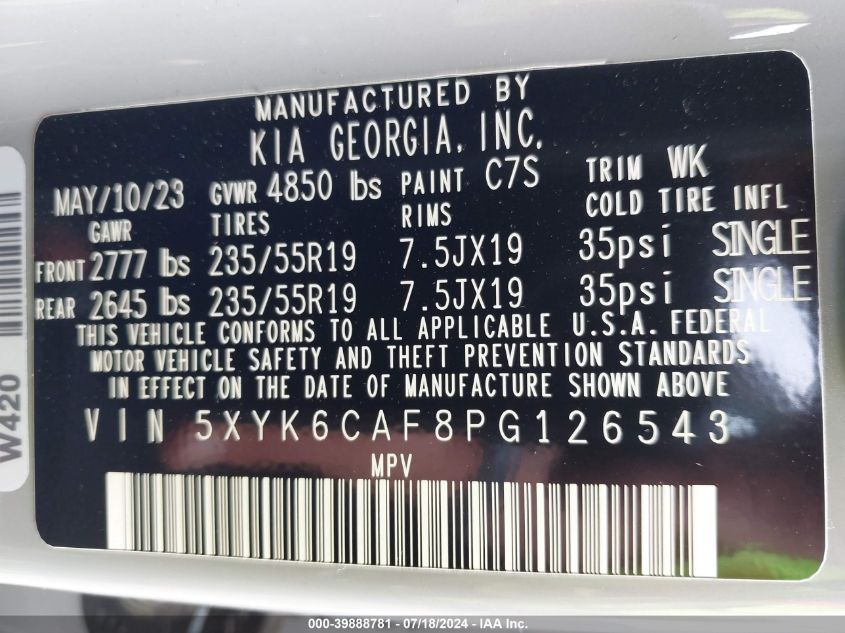 MANUFACTURED BY
KIA GEORGIA, INC.
MAY/10/23 GVWR 4850 lbs PAINT C7S TRIM WK
GAWR TIRES RIMS COLD TIRE INFL
FRONT 2777 lbs 235/55R19 7.5JX19 35psi SINGLE
REAR 2645 lbs 235/55R19 7.5JX19 35psi SINGLE
THIS VEHICLE CONFORMS TO ALL APPLICABLE U.S.A. FEDERAL
MOTOR VEHICLE SAFETY AND THEFT PREVENTION STANDARDS
IN EFFECT ON THE DATE OF MANUFACTURE SHOWN ABOVE
VIN 5XYK6CAF8PG126543
MPV
W420
000-39888781 - 07/18/2024 - IAA Inc.